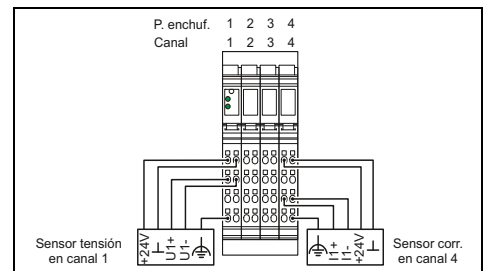 P. enchuf. 1 2 3 4
Canal 1 2 3 4
Sensor tensión
en canal 1
+24V
U1+
U1-
I1+
I1-
+24V
Sensor corr.
en canal 4